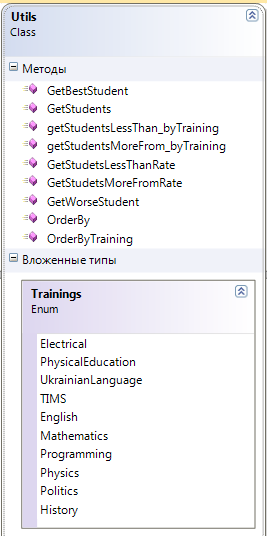 Utils
Class
Методы
GetBestStudent
GetStudents
getStudentsLessThan_byTraining
getStudentsMoreFrom_byTraining
GetStudetsLessThanRate
GetStudetsMoreFromRate
GetWorseStudent
OrderBy
OrderByTraining
Вложенные типы
Trainings
Enum
Electrical
PhysicalEducation
UkrainianLanguage
TIMS
English
Mathematics
Programming
Physics
Politics
History